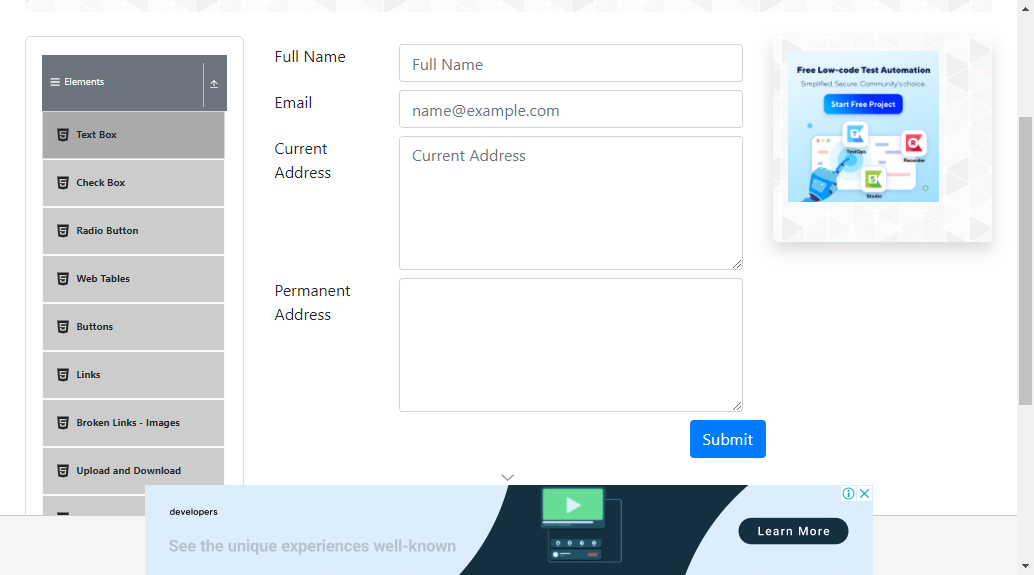 Elements
Text Box
Check Box
Radio Button
Web Tables
Buttons
Links
Broken Links - Images
Upload and Download
Full Name
Full Name
Email
name@example.com
Current
Address
Current Address
Permanent
Address
Submit
Free Low-code Test Automation
Simplified Secure Community's choice
Start Free Project
TestOps
Recorder
Studio
developers
See the unique experiences well-known
Learn More